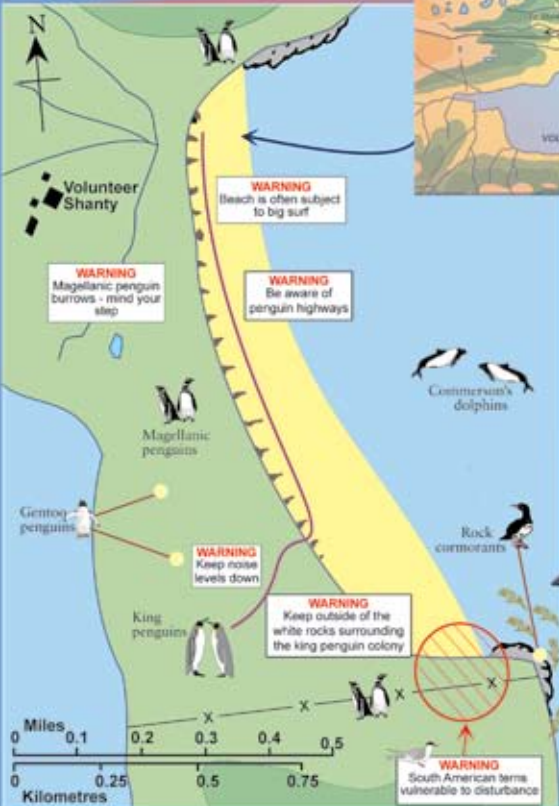 N
Volunteer
Shanty
WARNING
Beach is often subject
to big surf
WARNING
Magellanic penguin
burrows - mind your
step
WARNING
Be aware of
penguin highways
Commerson's
dolphins
Magellanic
penguins
Gentoo
penguins
Rock
cormorants
WARNING
Keep noise
levels down
King
penguins
WARNING
Keep outside of the
white rocks surrounding
the king penguin colony
X X X X
Miles
0 0.1 0.2 0.3 0.4 0.5
0 0.25 0.5 0.75
Kilometres
WARNING
South American terns
vulnerable to disturbance